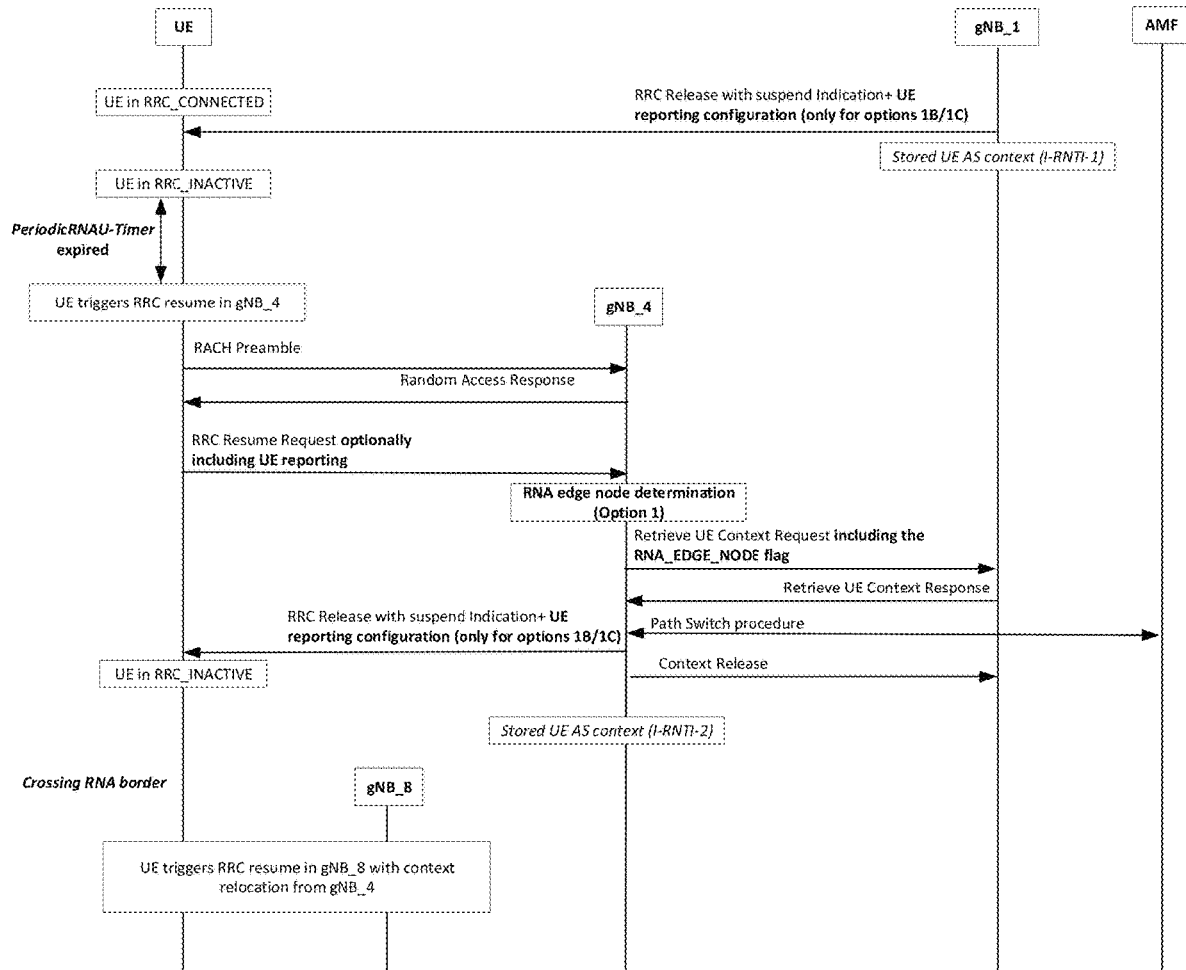 UE
gNB_1
AMF
UE in RRC_CONNECTED
RRC Release with suspend Indication+ UE
reporting configuration (only for options 1B/1C)
Stored UE AS context (I-RNTI-1)
UE in RRC_INACTIVE
PeriodicRNAU-Timer
expired
UE triggers RRC resume in gNB_4
gNB_4
RACH Preamble
Random Access Response
RRC Resume Request optionally
including UE reporting
RNA edge node determination
(Option 1)
Retrieve UE Context Request including the
RNA_EDGE_NODE flag
Retrieve UE Context Response
RRC Release with suspend Indication+ UE
reporting configuration (only for options 1B/1C)
Path Switch procedure
UE in RRC_INACTIVE
Context Release
Stored UE AS context (I-RNTI-2)
Crossing RNA border
gNB_8
UE triggers RRC resume in gNB_8 with context
relocation from gNB_4